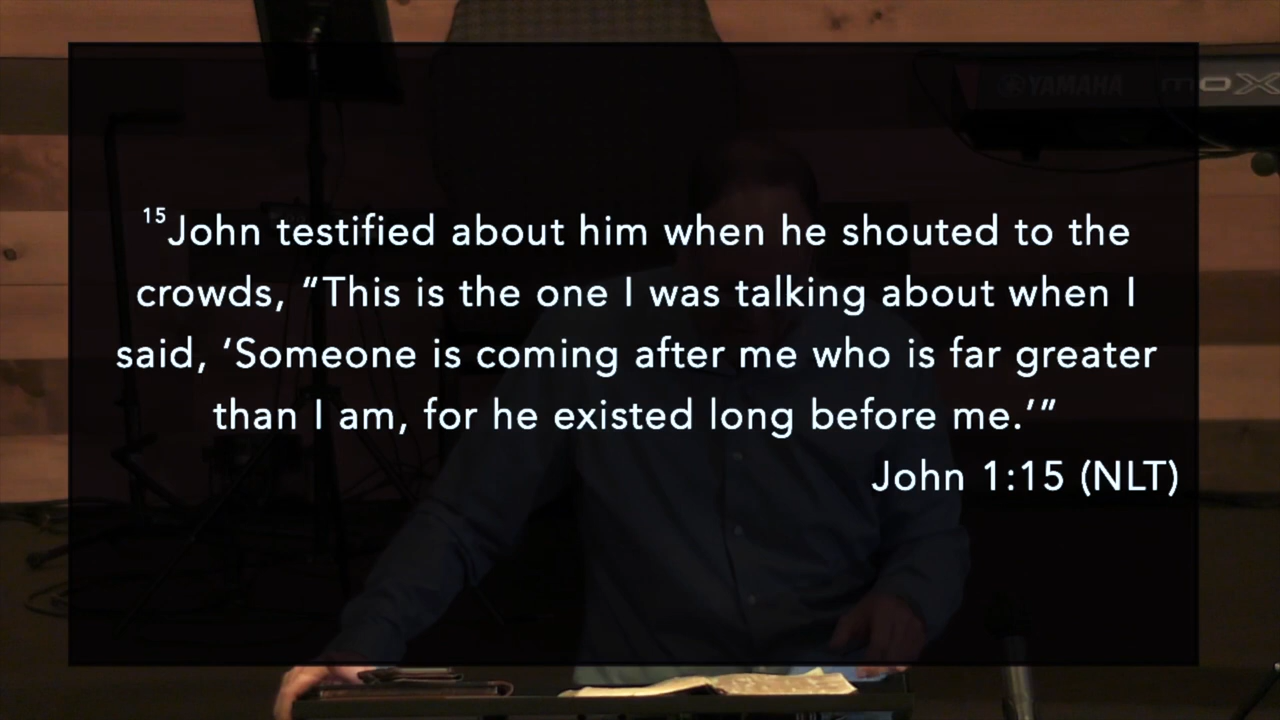 YAMAHA moX
¹⁵John testified about him when he shouted to the
crowds, “This is the one I was talking about when I
said, ‘Someone is coming after me who is far greater
than I am, for he existed long before me.’”
John 1:15 (NLT)